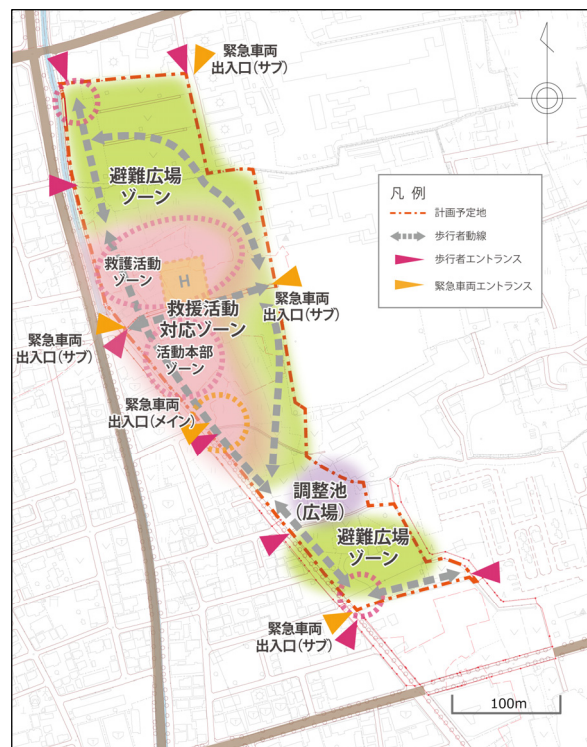 緊急車両
出入口(サブ)
避難広場
ゾーン
凡 例
計画予定地
歩行者動線
歩行者エントランス
緊急車両エントランス
救護活動
ゾーン
H
救援活動
対応ゾーン
緊急車両
出入口(サブ)
緊急車両
出入口(サブ)
活動本部
ゾーン
緊急車両
出入口(メイン)
調整池
(広場)
避難広場
ゾーン
緊急車両
出入口(サブ)
100m